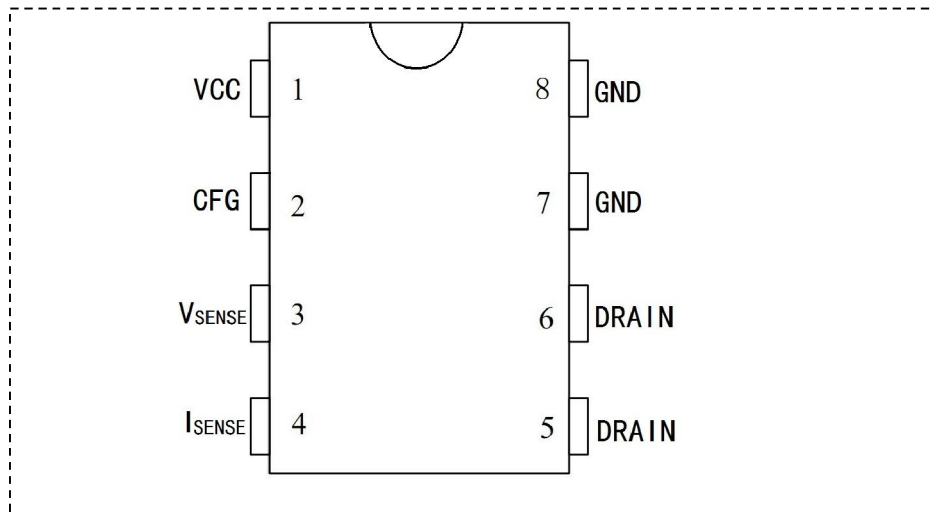 VCC 1 8 GND
CFG 2 7 GND
VSENSE 3 6 DRAIN
ISENSE 4 5 DRAIN